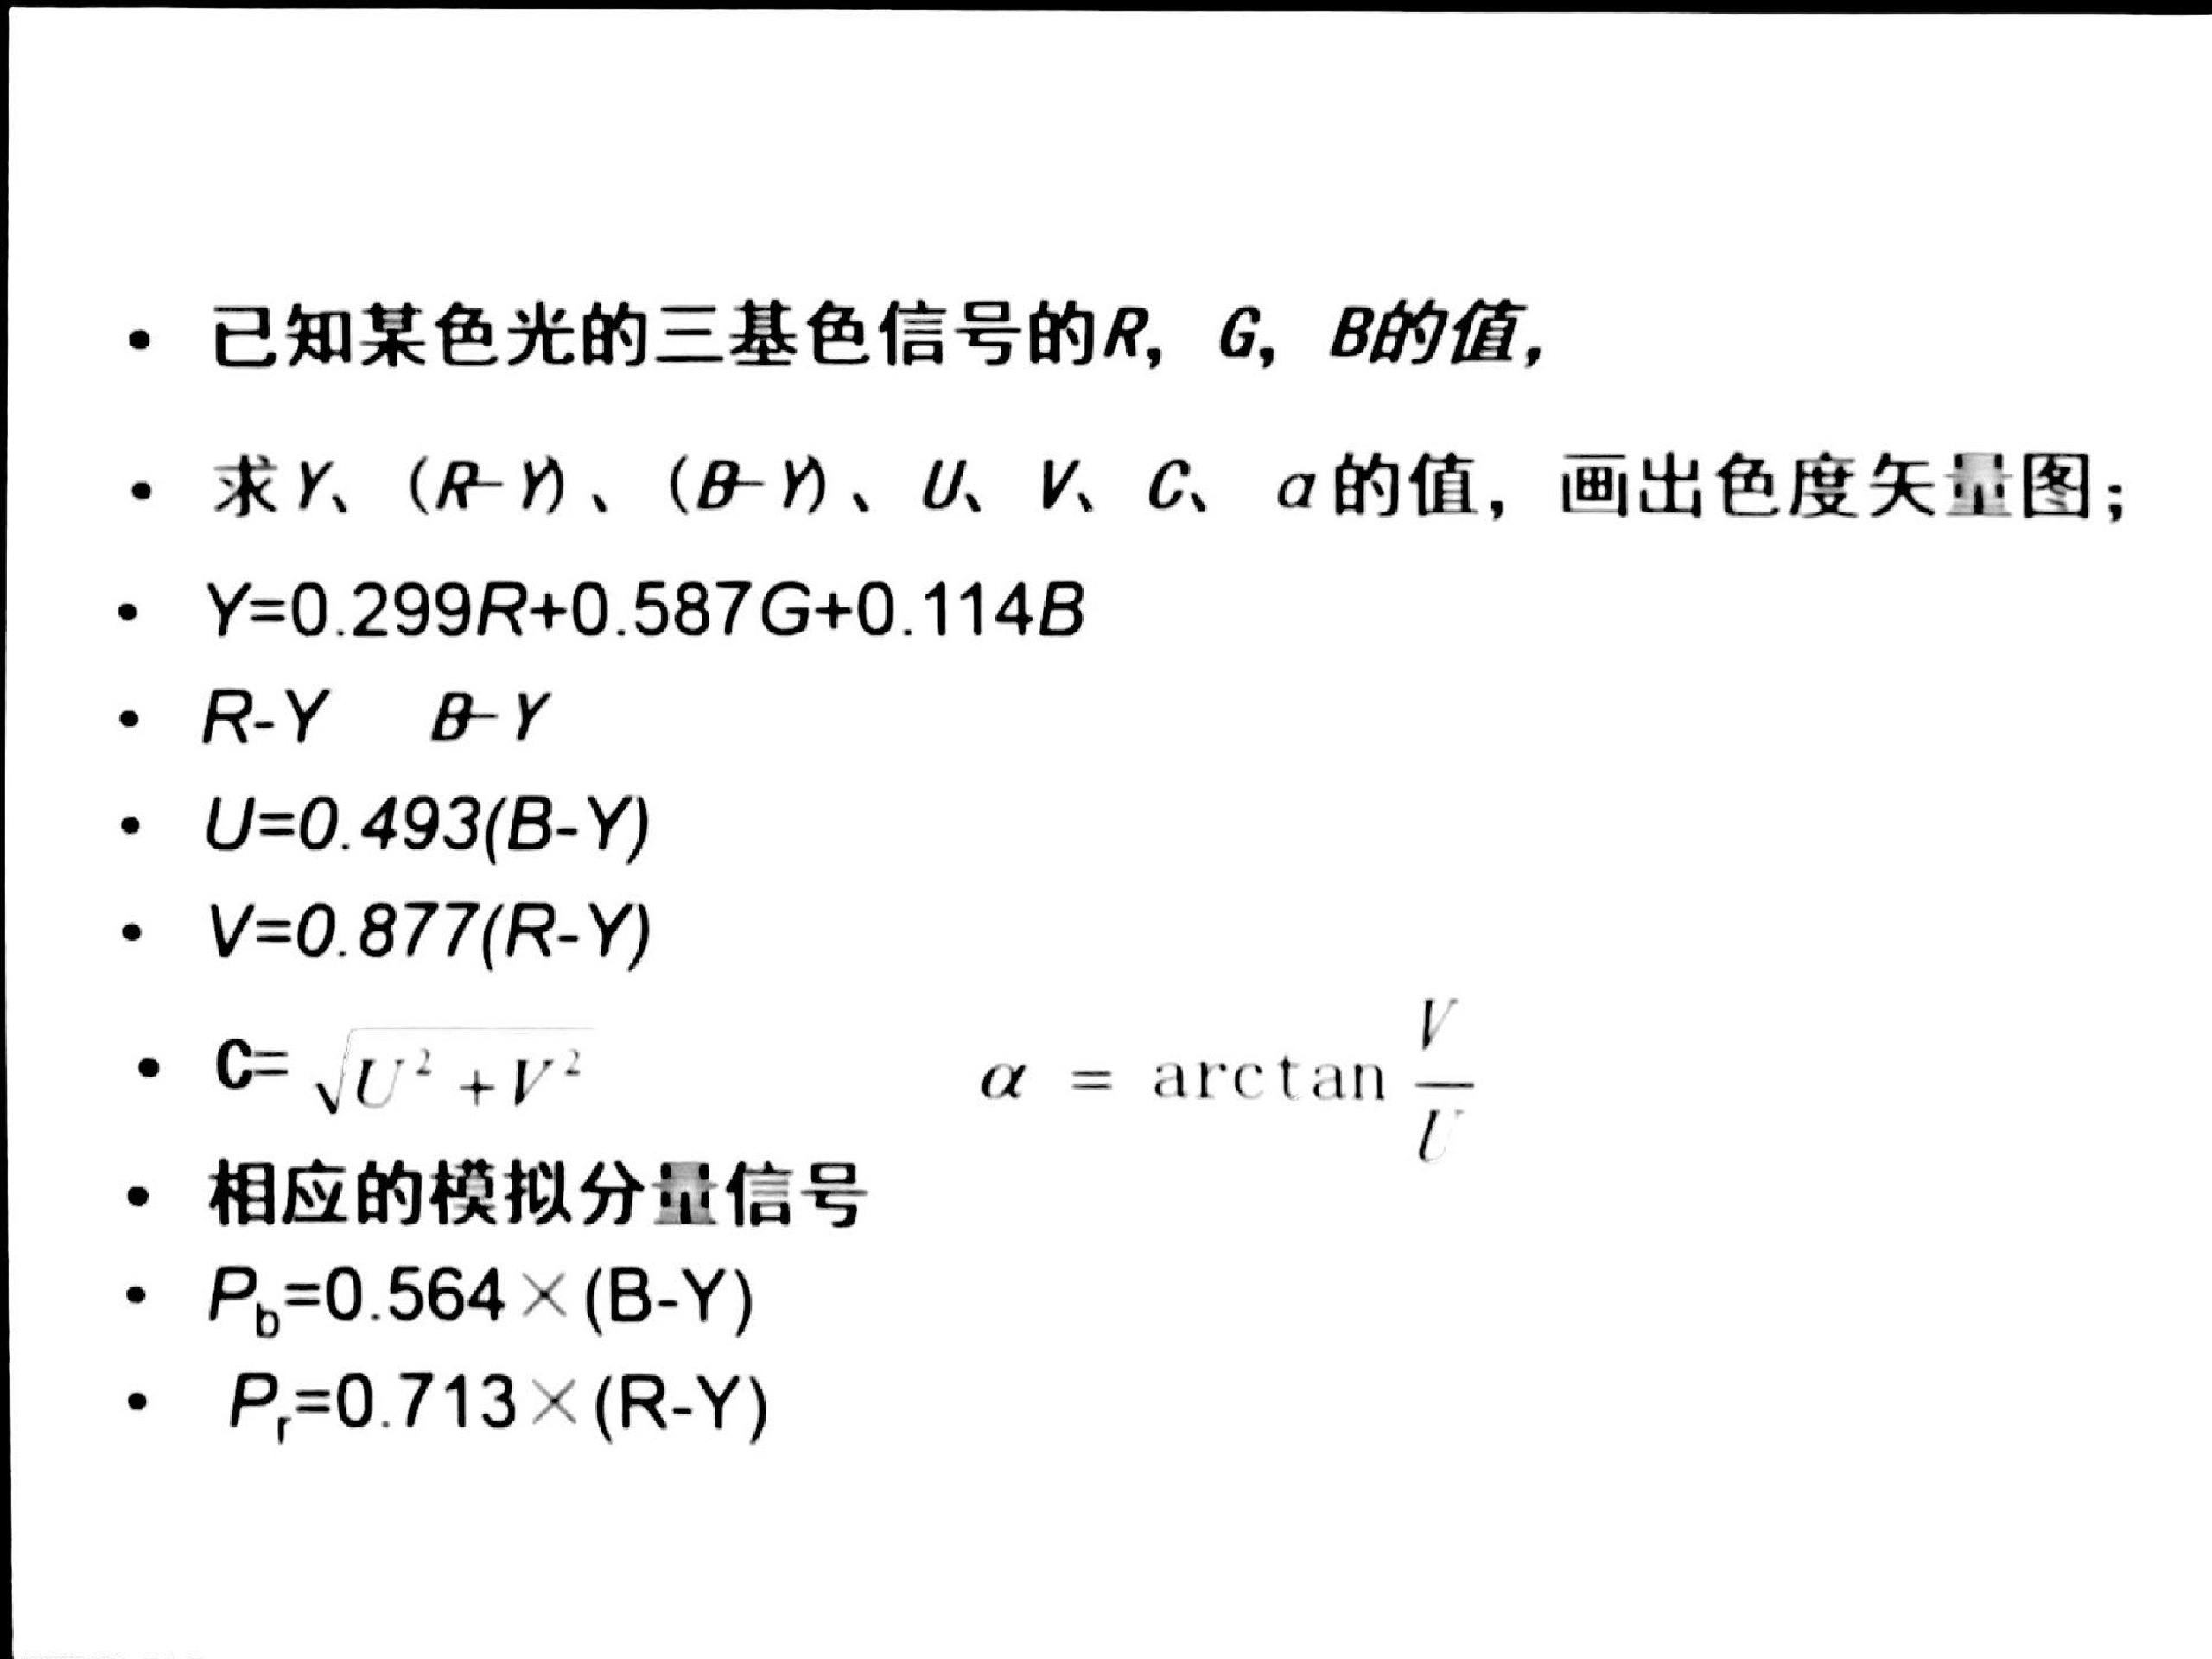 • 已知某色光的三基色信号的R，G，B的值，
• 求Y、(R-Y)、(B-Y)、U、V、C、α的值，画出色度矢量图；
• Y=0.299R+0.587G+0.114B
• R-Y B-Y
• U=0.493(B-Y)
• V=0.877(R-Y)
• C=√U²+V² α = arctan V/U
• 相应的模拟分量信号
• Pb=0.564×(B-Y)
• Pr=0.713×(R-Y)